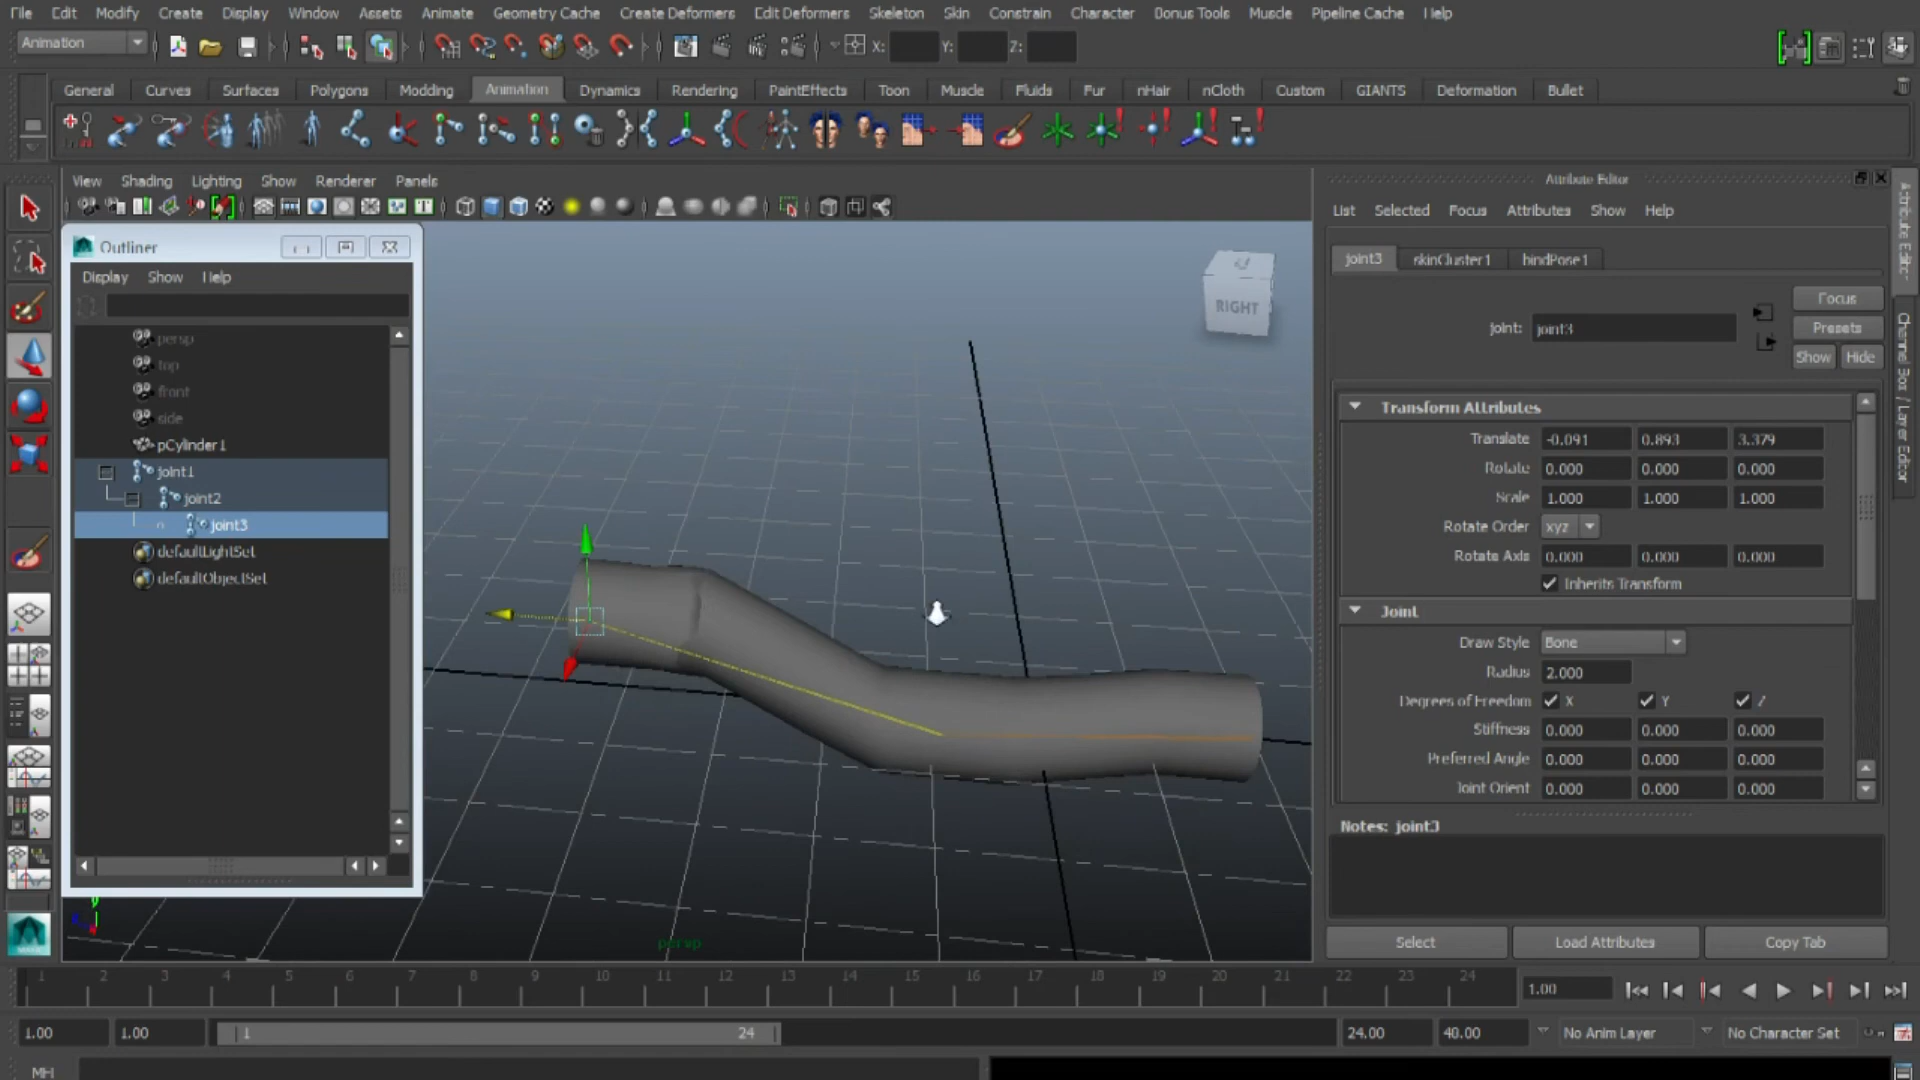 File Edit Modify Create Display Window Assets Animate Geometry Cache Create Deformers Edit Deformers Skeleton Skin Constrain Character Bonus Tools Muscle Pipeline Cache Help
Animation X: Y: Z:
General Curves Surfaces Polygons Modding Animation Dynamics Rendering PaintEffects Toon Muscle Fluids Fur nHair nCloth Custom GIANTS Deformation Bullet
View Shading Lighting Show Renderer Panels
Outliner
Display Show Help
persp
top
front
side
pCylinder1
joint1
joint2
joint3
defaultLightSet
defaultObjectSet
RIGHT
persp
Attribute Editor
List Selected Focus Attributes Show Help
joint3 skinCluster1 bindPose1
Focus
joint: joint3
Presets
Show Hide
Transform Attributes
Translate -0.091 0.893 3.379
Rotate 0.000 0.000 0.000
Scale 1.000 1.000 1.000
Rotate Order xyz
Rotate Axis 0.000 0.000 0.000
Inherits Transform
Joint
Draw Style Bone
Radius 2.000
Degrees of Freedom X Y Z
Stiffness 0.000 0.000 0.000
Preferred Angle 0.000 0.000 0.000
Joint Orient 0.000 0.000 0.000
Notes: joint3
Select Load Attributes Copy Tab
Attribute Editor
Channel Box / Layer Editor
1 2 3 4 5 6 7 8 9 10 11 12 13 14 15 16 17 18 19 20 21 22 23 24 1.00
1.00 1.00 1 24 24.00 40.00 No Anim Layer No Character Set